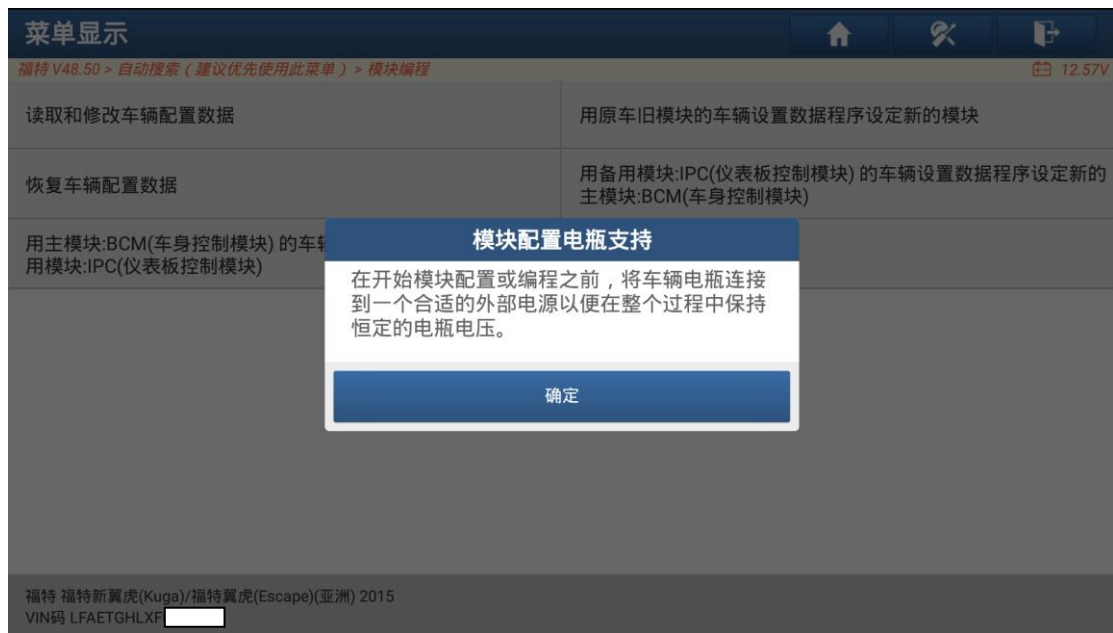 菜单显示
福特 V48.50 > 自动搜索 ( 建议优先使用此菜单 ) > 模块编程
12.57V
读取和修改车辆配置数据
用原车旧模块的车辆设置数据程序设定新的模块
恢复车辆配置数据
用备用模块:IPC(仪表板控制模块) 的车辆设置数据程序设定新的
主模块:BCM(车身控制模块)
用主模块:BCM(车身控制模块) 的车
用模块:IPC(仪表板控制模块)
模块配置电瓶支持
在开始模块配置或编程之前，将车辆电瓶连接
到一个合适的外部电源以便在整个过程中保持
恒定的电瓶电压。
确定
福特 福特新翼虎(Kuga)/福特翼虎(Escape)(亚洲) 2015
VIN码 LFAETGHLXF